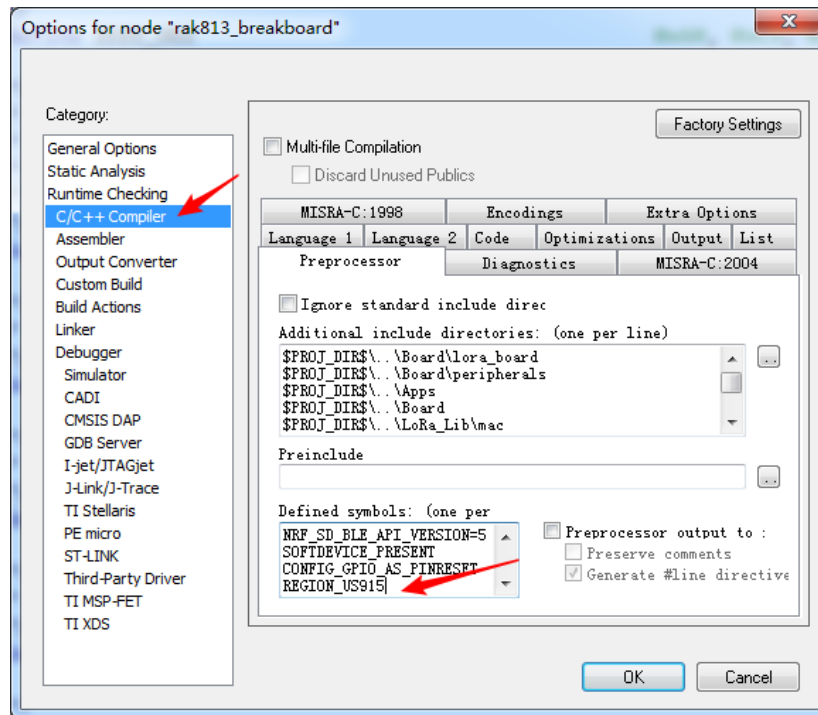 Options for node "rak813_breakboard"
Category:
General Options
Static Analysis
Runtime Checking
C/C++ Compiler
Assembler
Output Converter
Custom Build
Build Actions
Linker
Debugger
Simulator
CADI
CMSIS DAP
GDB Server
I-jet/JTAGjet
J-Link/J-Trace
TI Stellaris
PE micro
ST-LINK
Third-Party Driver
TI MSP-FET
TI XDS
Factory Settings
Multi-file Compilation
Discard Unused Publics
MISRA-C:1998 Encodings Extra Options
Language 1 Language 2 Code Optimizations Output List
Preprocessor Diagnostics MISRA-C:2004
Ignore standard include direc
Additional include directories: (one per line)
$PROJ_DIR$\..\Board\lora_board
$PROJ_DIR$\..\Board\peripherals
$PROJ_DIR$\..\Apps
$PROJ_DIR$\..\Board
$PROJ_DIR$\..\LoRa_Lib\mac
..
Preinclude
..
Defined symbols: (one per
NRF_SD_BLE_API_VERSION=5
SOFTDEVICE_PRESENT
CONFIG_GPIO_AS_PINRESET
REGION_US915
Preprocessor output to :
Preserve comments
Generate #line directive
OK Cancel